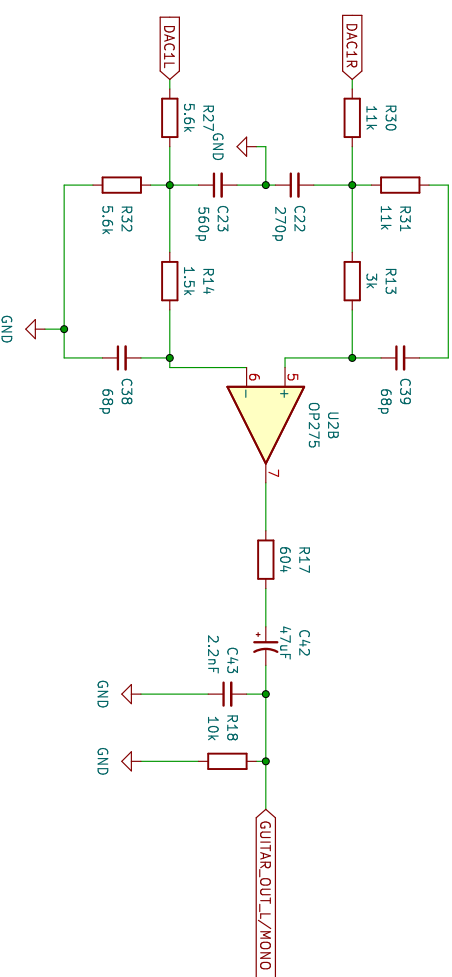 DAC1L
DAC1R
R27
5.6k
R30
11k
GND
R32
5.6k
C23
560p
C22
270p
R31
11k
R14
1.5k
R13
3k
GND
C38
68p
C39
68p
6
5
-
+
U2B
OP275
7
R17
604
C42
47uF
+
C43
2.2nF
GND
R18
10k
GND
GUITAR_OUT_L/MONO